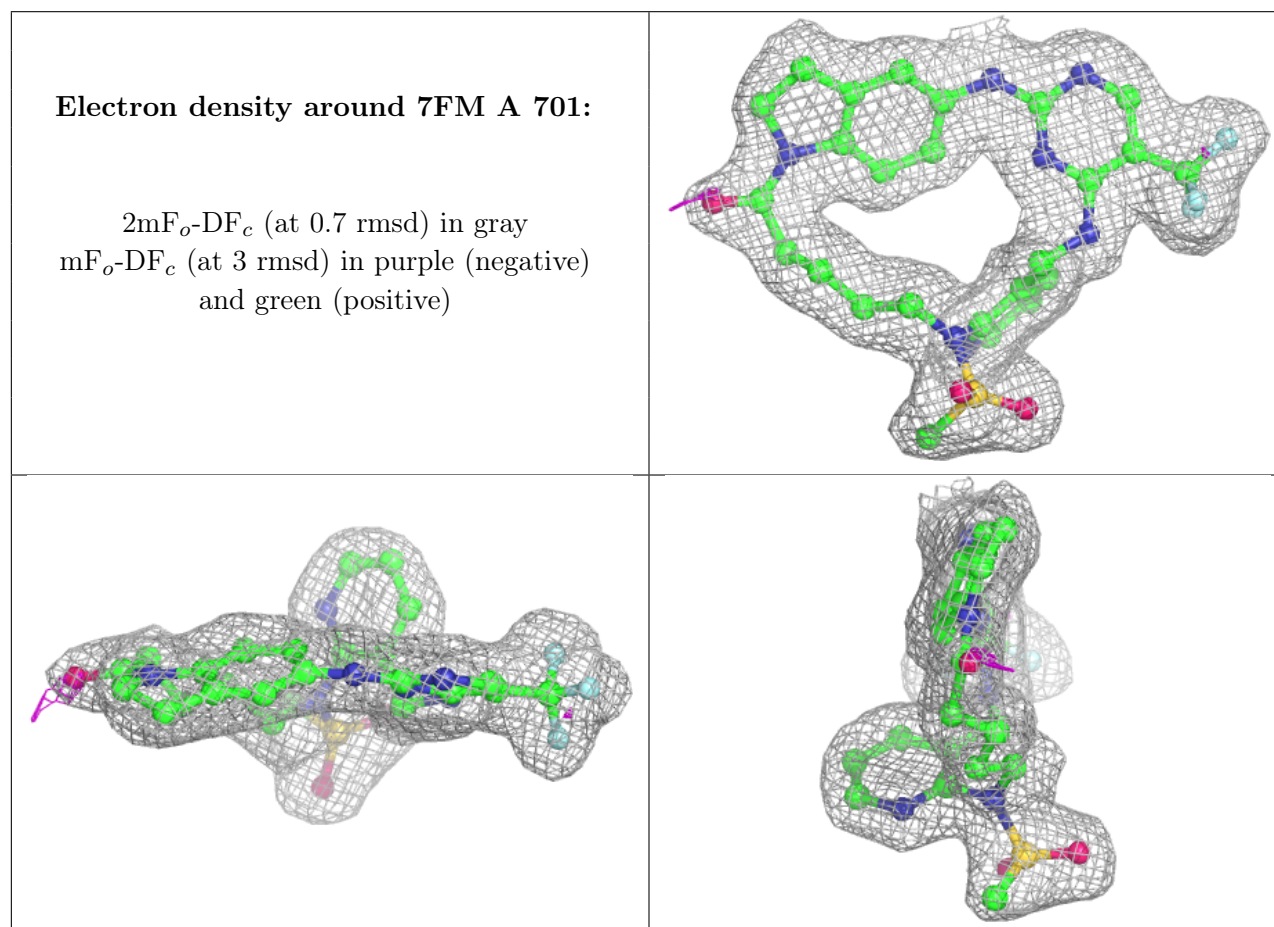 Electron density around 7FM A 701:
2mFₒ-DF𝒸 (at 0.7 rmsd) in gray
mFₒ-DF𝒸 (at 3 rmsd) in purple (negative)
and green (positive)